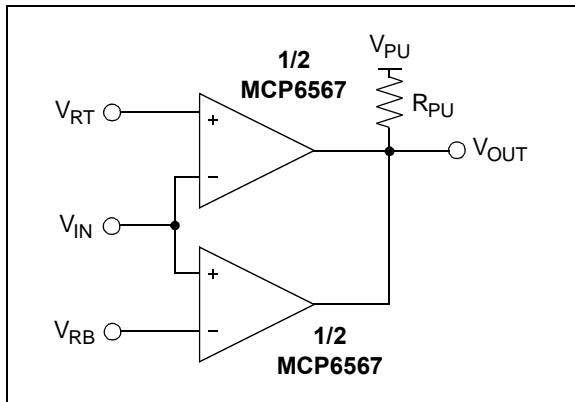 1/2
MCP6567
V_PU
R_PU
V_RT
+
−
V_OUT
V_IN
+
−
V_RB
1/2
MCP6567